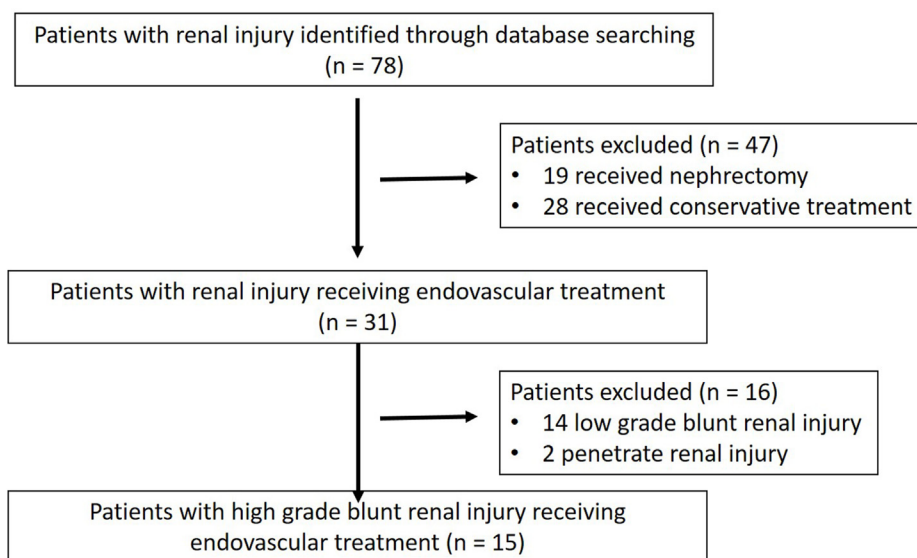 Patients with renal injury identified through database searching
(n = 78)
Patients excluded (n = 47)
• 19 received nephrectomy
• 28 received conservative treatment
Patients with renal injury receiving endovascular treatment
(n = 31)
Patients excluded (n = 16)
• 14 low grade blunt renal injury
• 2 penetrate renal injury
Patients with high grade blunt renal injury receiving
endovascular treatment (n = 15)